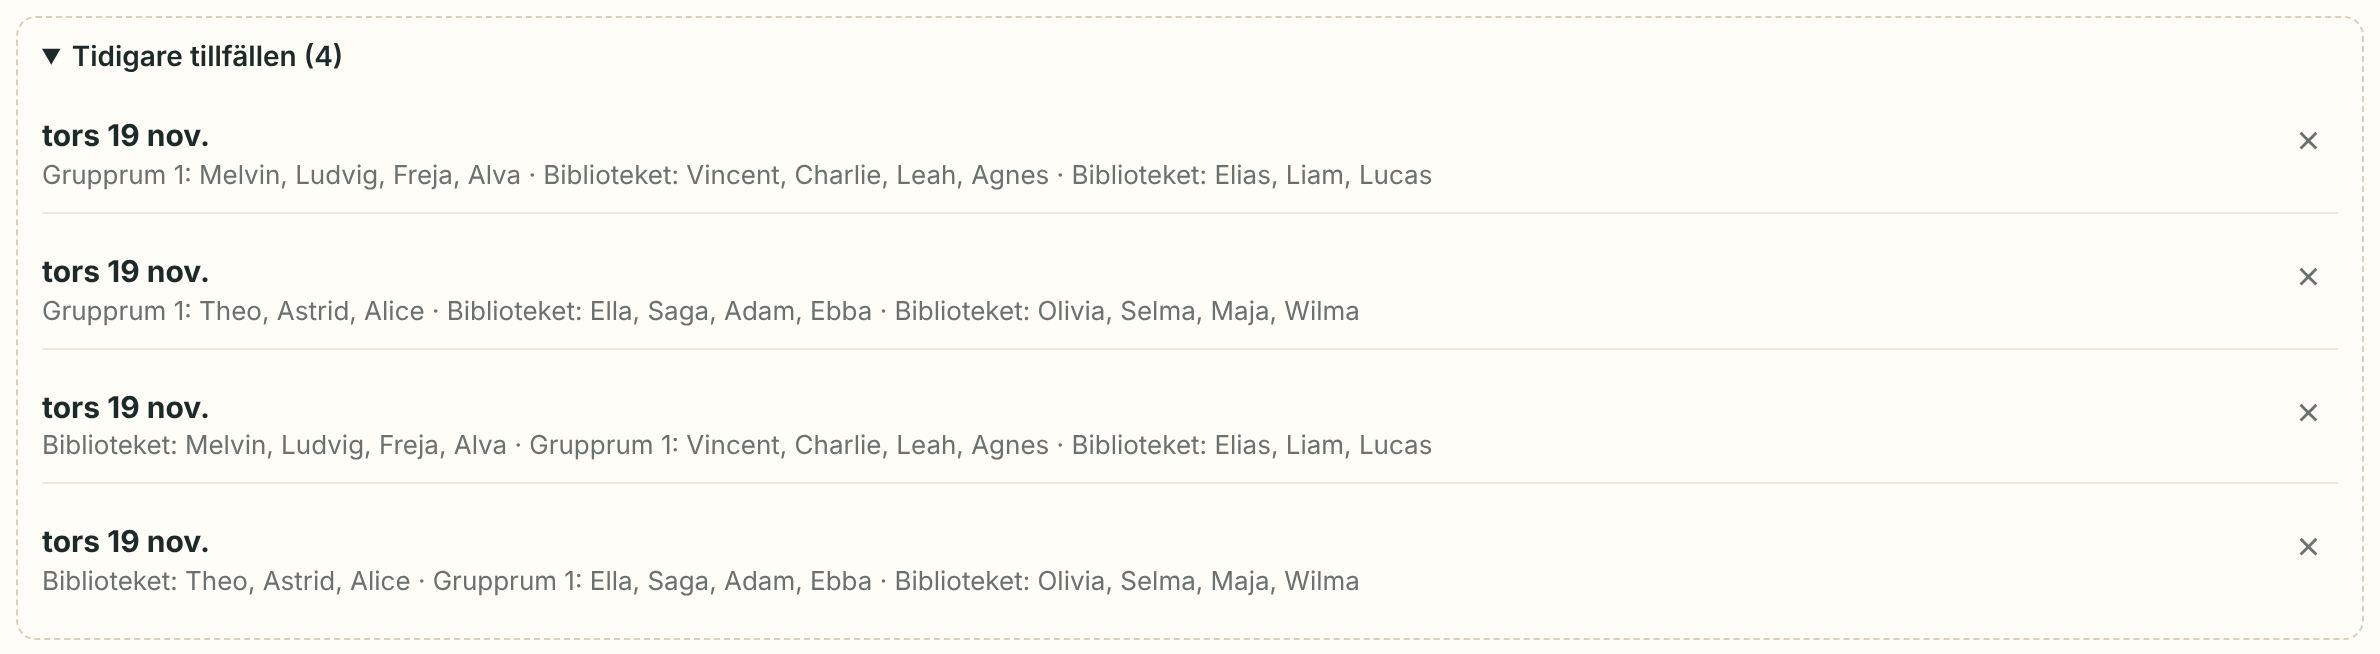 ▼ Tidigare tillfällen (4)
tors 19 nov.
×
Grupprum 1: Melvin, Ludvig, Freja, Alva · Biblioteket: Vincent, Charlie, Leah, Agnes · Biblioteket: Elias, Liam, Lucas
tors 19 nov.
×
Grupprum 1: Theo, Astrid, Alice · Biblioteket: Ella, Saga, Adam, Ebba · Biblioteket: Olivia, Selma, Maja, Wilma
tors 19 nov.
×
Biblioteket: Melvin, Ludvig, Freja, Alva · Grupprum 1: Vincent, Charlie, Leah, Agnes · Biblioteket: Elias, Liam, Lucas
tors 19 nov.
×
Biblioteket: Theo, Astrid, Alice · Grupprum 1: Ella, Saga, Adam, Ebba · Biblioteket: Olivia, Selma, Maja, Wilma